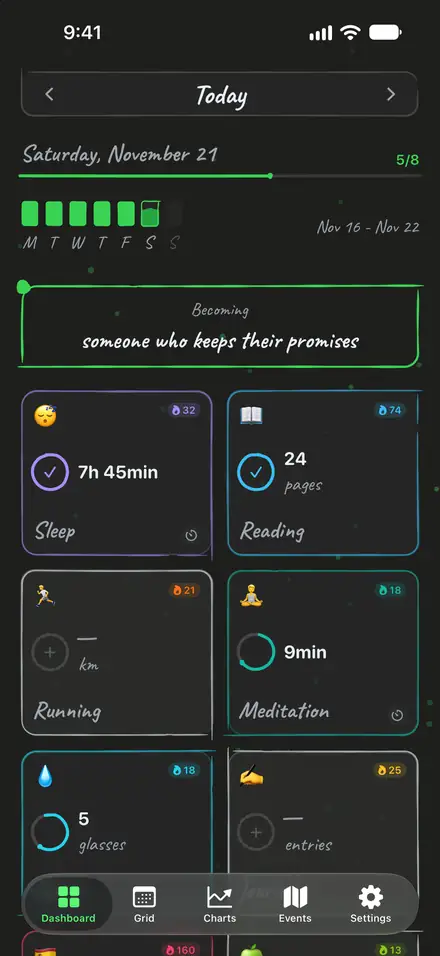 9:41
Today
Saturday, November 21
5/8
M T W T F S S
Nov 16 - Nov 22
Becoming
someone who keeps their promises
32
7h 45min
Sleep
74
24
pages
Reading
21
km
Running
18
9min
Meditation
18
5
glasses
25
entries
Dashboard
Grid
Charts
Events
Settings
160
13